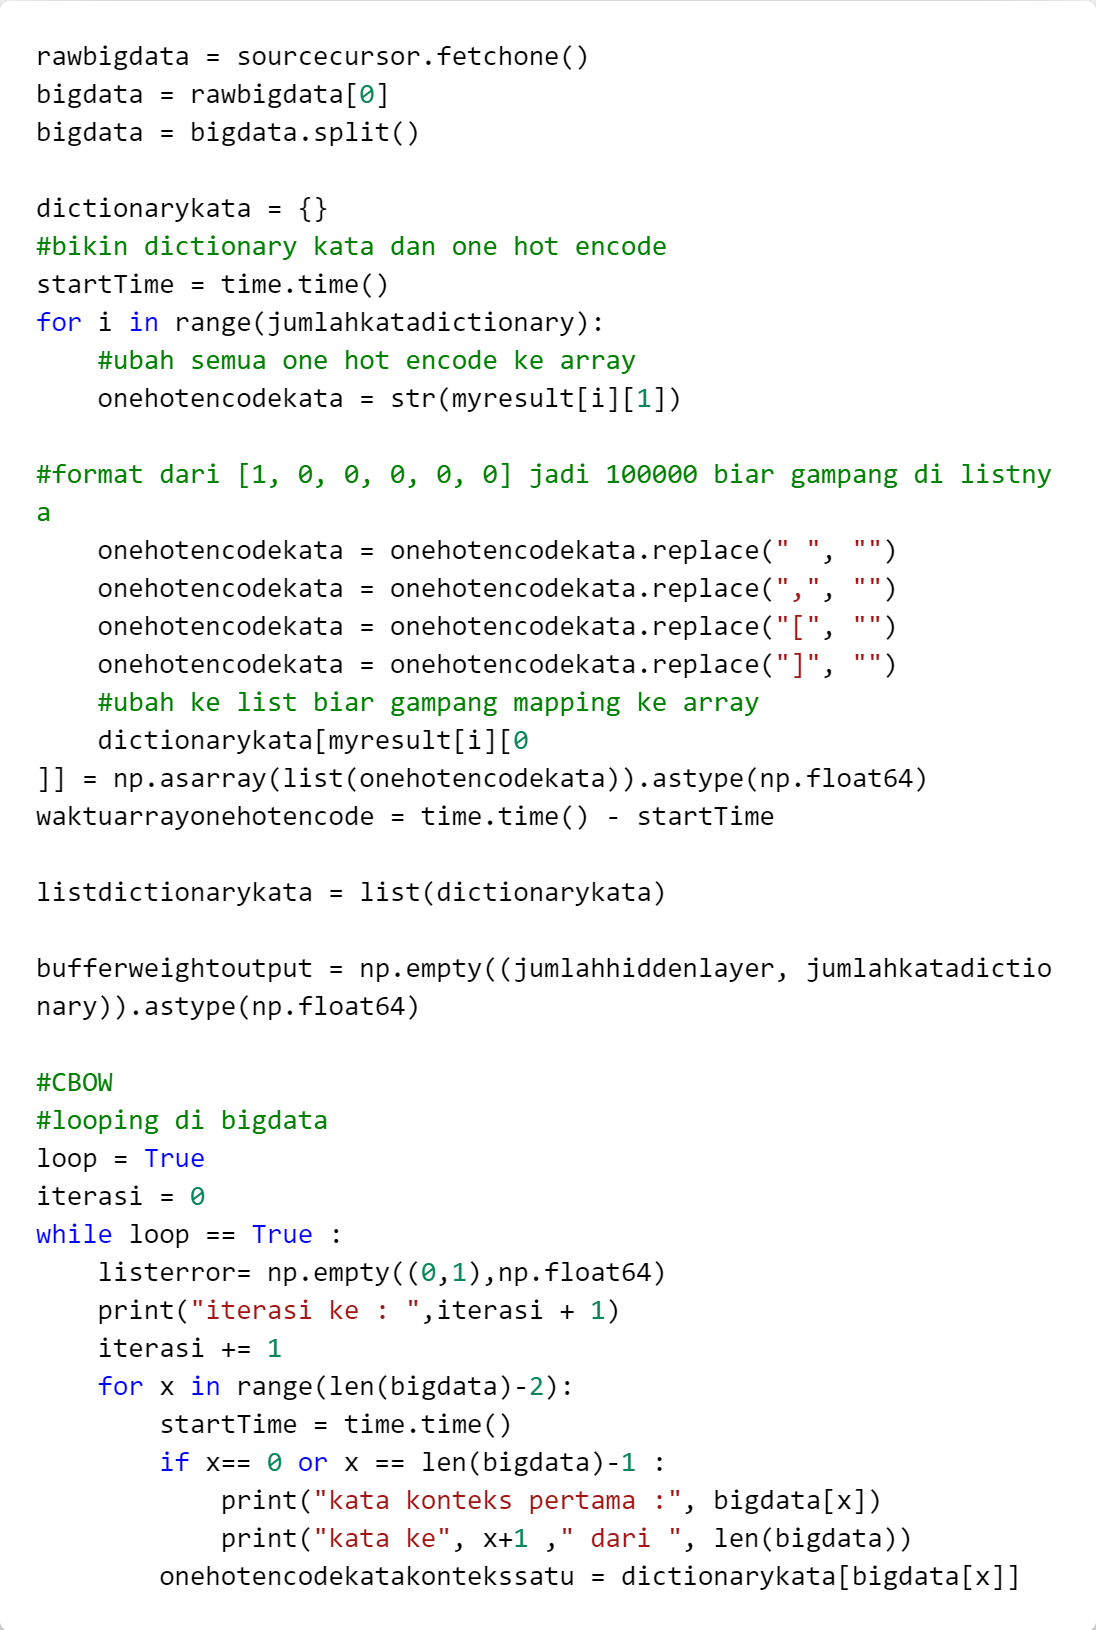 rawbigdata = sourcecursor.fetchone()
bigdata = rawbigdata[0]
bigdata = bigdata.split()

dictionarykata = {}
#bikin dictionary kata dan one hot encode
startTime = time.time()
for i in range(jumlahkatadictionary):
    #ubah semua one hot encode ke array
    onehotencodekata = str(myresult[i][1])

#format dari [1, 0, 0, 0, 0, 0] jadi 100000 biar gampang di listny
a
    onehotencodekata = onehotencodekata.replace(" ", "")
    onehotencodekata = onehotencodekata.replace(",", "")
    onehotencodekata = onehotencodekata.replace("[", "")
    onehotencodekata = onehotencodekata.replace("]", "")
    #ubah ke list biar gampang mapping ke array
    dictionarykata[myresult[i][0
]] = np.asarray(list(onehotencodekata)).astype(np.float64)
waktuarrayonehotencode = time.time() - startTime

listdictionarykata = list(dictionarykata)

bufferweightoutput = np.empty((jumlahhiddenlayer, jumlahkatadictio
nary)).astype(np.float64)

#CBOW
#looping di bigdata
loop = True
iterasi = 0
while loop == True :
    listerror= np.empty((0,1),np.float64)
    print("iterasi ke : ",iterasi + 1)
    iterasi += 1
    for x in range(len(bigdata)-2):
        startTime = time.time()
        if x== 0 or x == len(bigdata)-1 :
            print("kata konteks pertama :", bigdata[x])
            print("kata ke", x+1 ," dari ", len(bigdata))
        onehotencodekatakontekssatu = dictionarykata[bigdata[x]]